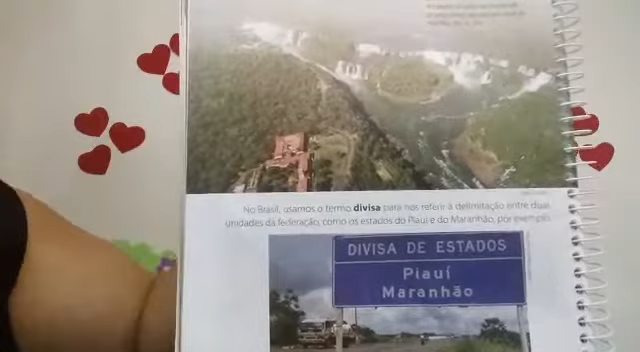 No Brasil, usamos o termo divisa para nos referir à delimitação entre duas
unidades da federação, como os estados do Piauí e do Maranhão, por exemplo.
DIVISA DE ESTADOS
Piauí
Maranhão